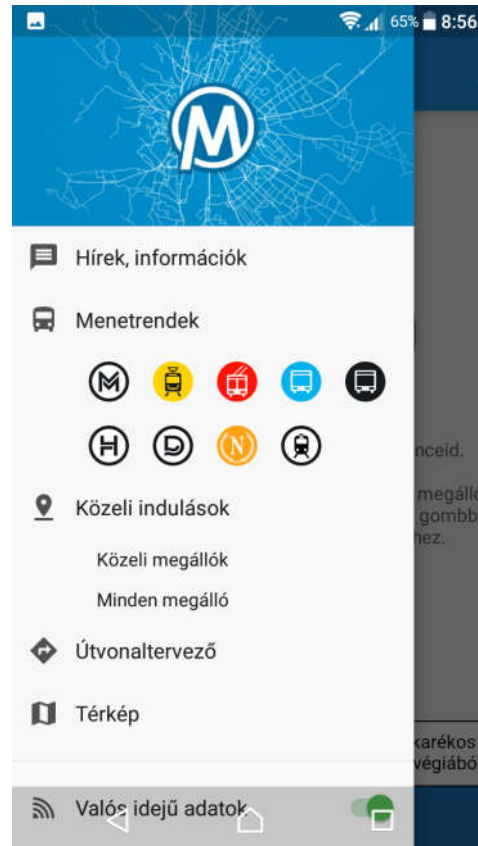 65% 8:56
M
Hírek, információk
Menetrendek
M
H D N
Közeli indulások
Közeli megállók
Minden megálló
Útvonaltervező
Térkép
Valós idejű adatok
nceid.
megálló
gombb
hez.
karékos
végiábó